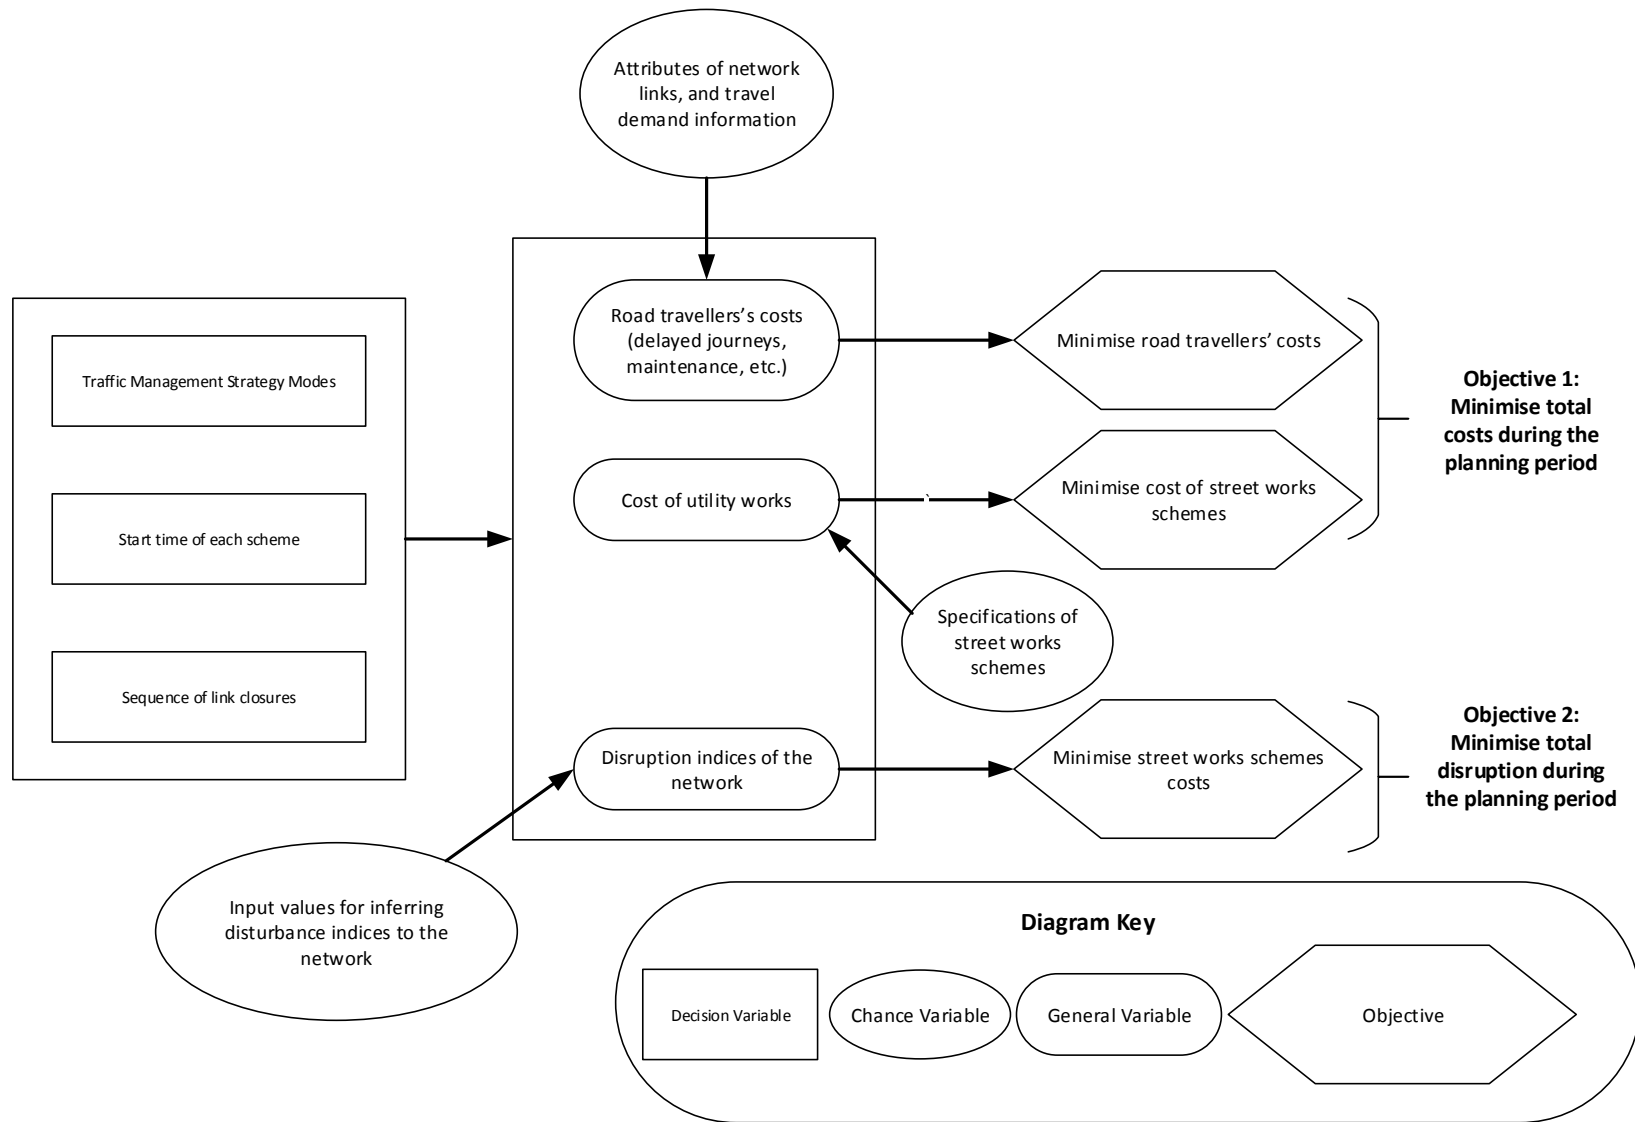 Attributes of network
links, and travel
demand information
Traffic Management Strategy Modes
Start time of each scheme
Sequence of link closures
Road travellers's costs
(delayed journeys,
maintenance, etc.)
Cost of utility works
Disruption indices of the
network
Minimise road travellers' costs
`
Minimise cost of street works
schemes
Specifications of
street works
schemes
Minimise street works schemes
costs
Objective 1:
Minimise total
costs during the
planning period
Objective 2:
Minimise total
disruption during
the planning period
Input values for inferring
disturbance indices to the
network
Diagram Key
Decision Variable
Chance Variable
General Variable
Objective